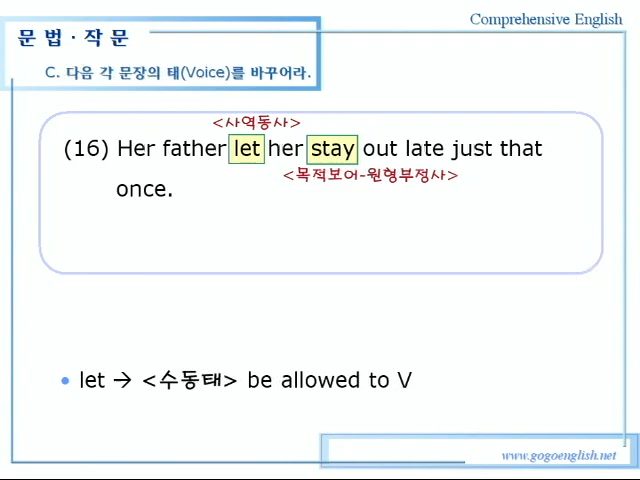 Comprehensive English
문 법 · 작 문
C. 다음 각 문장의 태(Voice)를 바꾸어라.
<사역동사>
(16) Her father let her stay out late just that
<목적보어-원형부정사>
once.
• let → <수동태> be allowed to V
www.gogoenglish.net